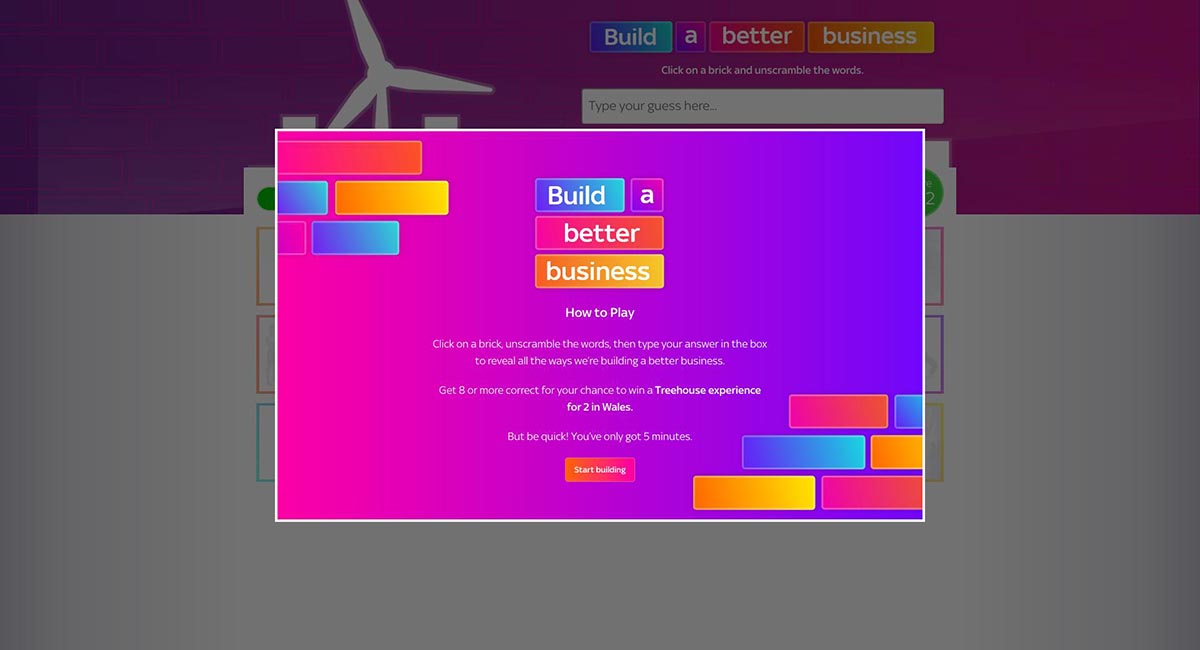 Build a better business
Click on a brick and unscramble the words.
Type your guess here...
Build a
better
business
How to Play
Click on a brick, unscramble the words, then type your answer in the box
to reveal all the ways we're building a better business.
Get 8 or more correct for your chance to win a Treehouse experience
for 2 in Wales.
But be quick! You've only got 5 minutes.
Start building